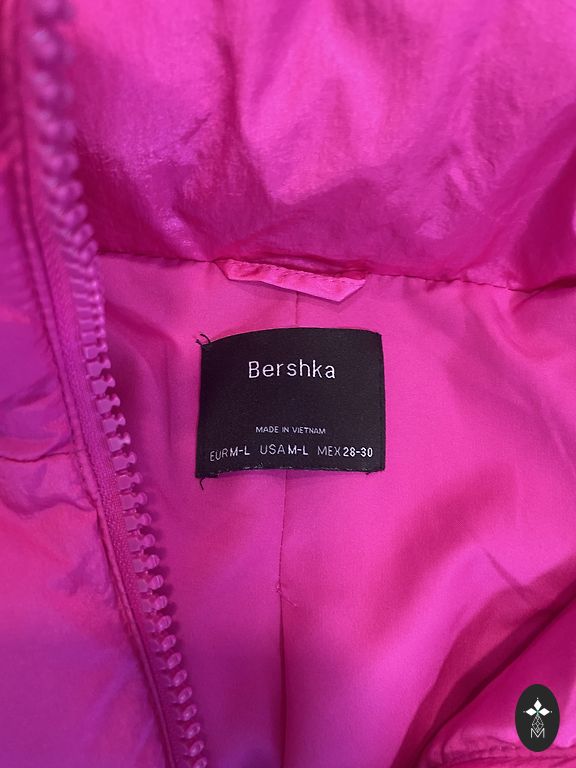 Bershka
MADE IN VIETNAM
EUR M-L USA M-L MEX 28-30
M